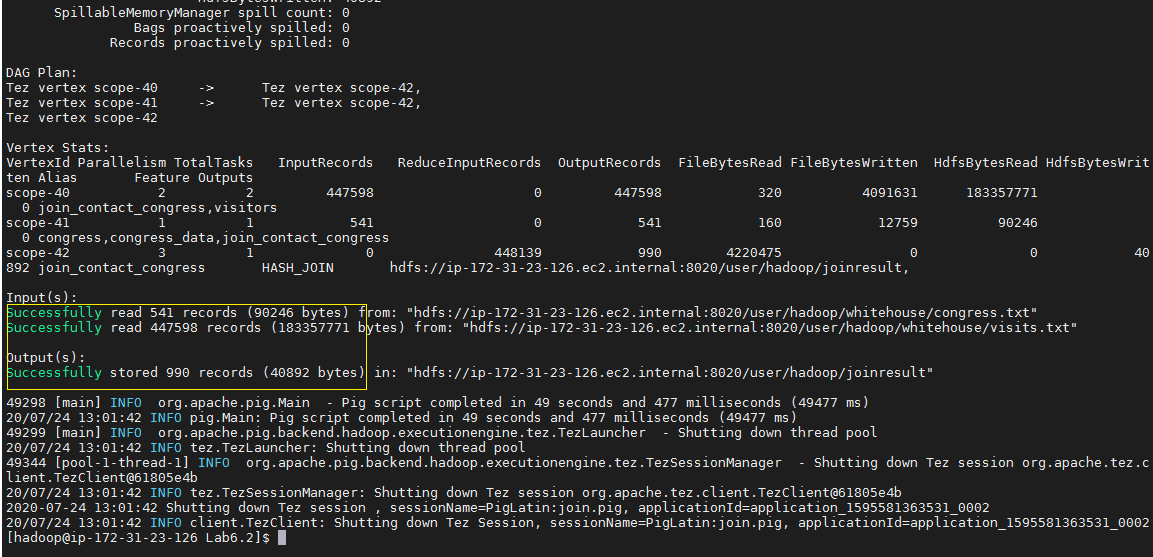 SpillableMemoryManager spill count: 0
Bags proactively spilled: 0
Records proactively spilled: 0
DAG Plan:
Tez vertex scope-40     ->      Tez vertex scope-42,
Tez vertex scope-41     ->      Tez vertex scope-42,
Tez vertex scope-42
Vertex Stats:
VertexId Parallelism TotalTasks   InputRecords   ReduceInputRecords  OutputRecords  FileBytesRead FileBytesWritten  HdfsBytesRead HdfsBytesWrit
ten Alias       Feature Outputs
scope-40           2          2         447598                    0         447598            320          4091631      183357771
  0 join_contact_congress,visitors
scope-41           1          1            541                    0            541            160            12759          90246
  0 congress,congress_data,join_contact_congress
scope-42           3          1              0               448139            990        4220475                0              0             40
892 join_contact_congress       HASH_JOIN       hdfs://ip-172-31-23-126.ec2.internal:8020/user/hadoop/joinresult,
Input(s):
Successfully read 541 records (90246 bytes) from: "hdfs://ip-172-31-23-126.ec2.internal:8020/user/hadoop/whitehouse/congress.txt"
Successfully read 447598 records (183357771 bytes) from: "hdfs://ip-172-31-23-126.ec2.internal:8020/user/hadoop/whitehouse/visits.txt"
Output(s):
Successfully stored 990 records (40892 bytes) in: "hdfs://ip-172-31-23-126.ec2.internal:8020/user/hadoop/joinresult"
49298 [main] INFO  org.apache.pig.Main  - Pig script completed in 49 seconds and 477 milliseconds (49477 ms)
20/07/24 13:01:42 INFO pig.Main: Pig script completed in 49 seconds and 477 milliseconds (49477 ms)
49299 [main] INFO  org.apache.pig.backend.hadoop.executionengine.tez.TezLauncher  - Shutting down thread pool
20/07/24 13:01:42 INFO tez.TezLauncher: Shutting down thread pool
49344 [pool-1-thread-1] INFO  org.apache.pig.backend.hadoop.executionengine.tez.TezSessionManager  - Shutting down Tez session org.apache.tez.c
lient.TezClient@61805e4b
20/07/24 13:01:42 INFO tez.TezSessionManager: Shutting down Tez session org.apache.tez.client.TezClient@61805e4b
2020-07-24 13:01:42 Shutting down Tez session , sessionName=PigLatin:join.pig, applicationId=application_1595581363531_0002
20/07/24 13:01:42 INFO client.TezClient: Shutting down Tez Session, sessionName=PigLatin:join.pig, applicationId=application_1595581363531_0002
[hadoop@ip-172-31-23-126 Lab6.2]$